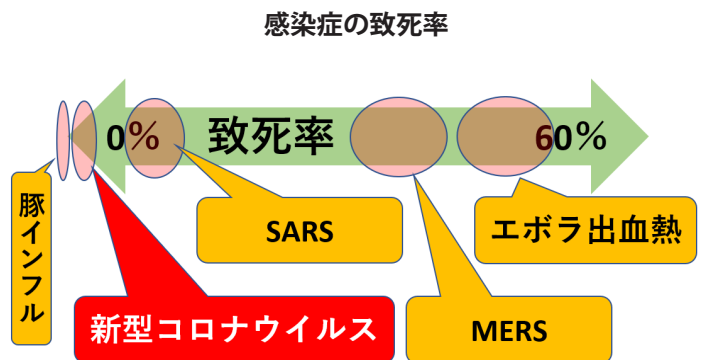 感染症の致死率
0%
致死率
60%
豚インフル
SARS
エボラ出血熱
新型コロナウイルス
MERS